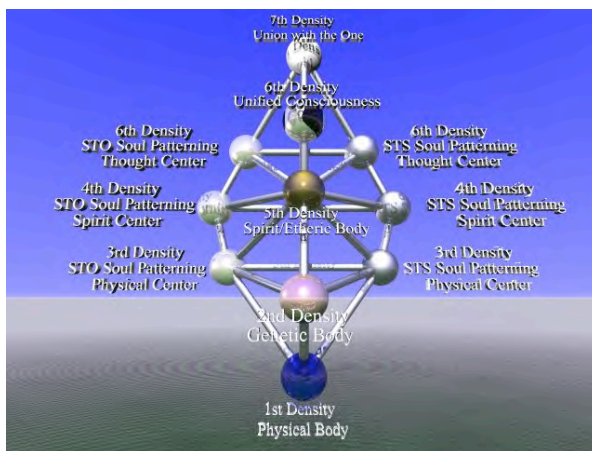 7th Density
Union with the One
6th Density
Unified Consciousness
6th Density
STO Soul Patterning
Thought Center
6th Density
STS Soul Patterning
Thought Center
4th Density
STO Soul Patterning
Spirit Center
4th Density
STS Soul Patterning
Spirit Center
5th Density
Spirit/Etheric Body
3rd Density
STO Soul Patterning
Physical Center
3rd Density
STS Soul Patterning
Physical Center
2nd Density
Genetic Body
1st Density
Physical Body